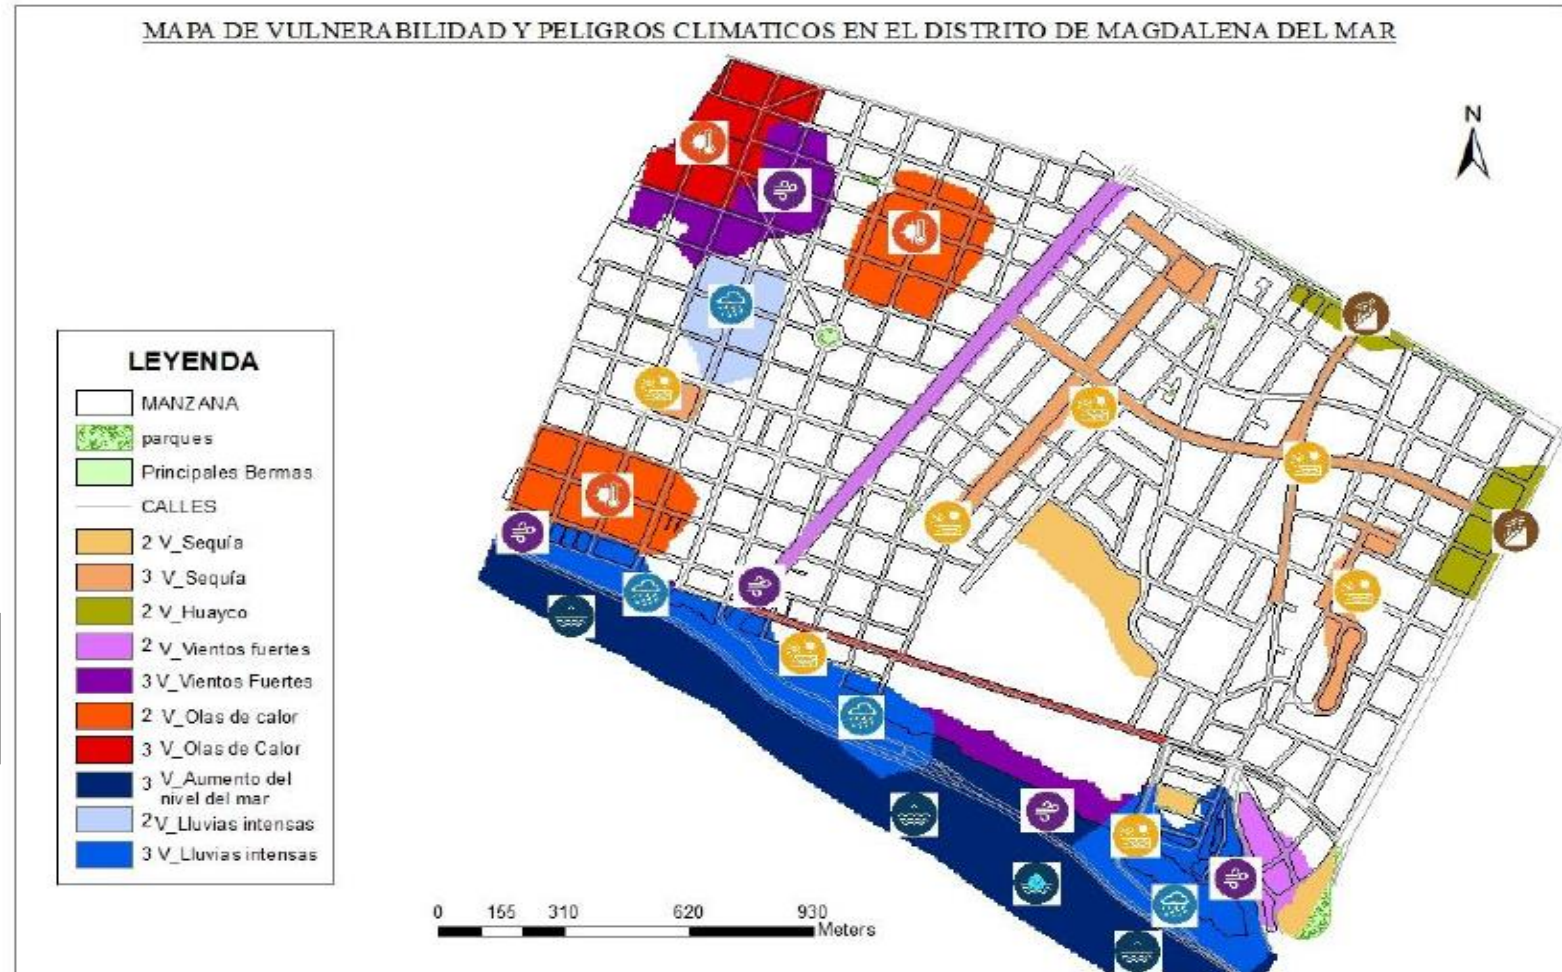 MAPA DE VULNERABILIDAD Y PELIGROS CLIMATICOS EN EL DISTRITO DE MAGDALENA DEL MAR
N
LEYENDA
MANZANA
parques
Principales Bermas
CALLES
2 V_Sequía
3 V_Sequía
2 V_Huayco
2 V_Vientos fuertes
3 V_Vientos Fuertes
2 V_Olas de calor
3 V_Olas de Calor
3 V_Aumento del
nivel del mar
2 V_Lluvias intensas
3 V_Lluvias intensas
0 155 310 620 930
Meters